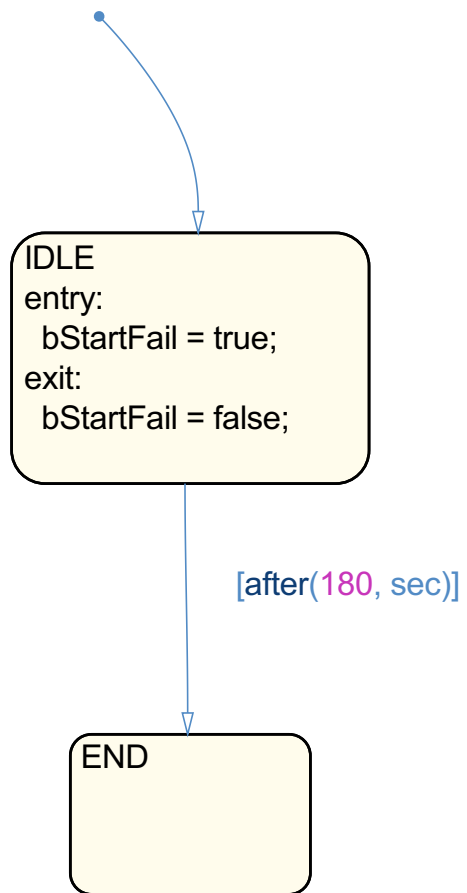 IDLE
entry:
bStartFail = true;
exit:
bStartFail = false;
[after(180, sec)]
END